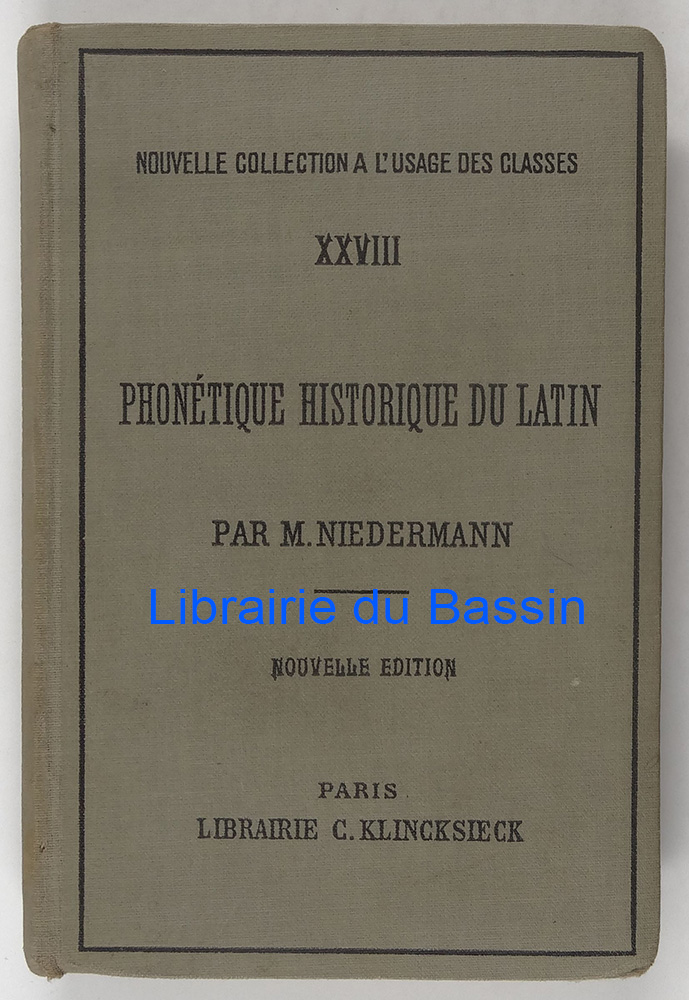 NOUVELLE COLLECTION A L'USAGE DES CLASSES
XXVIII
PHONÉTIQUE HISTORIQUE DU LATIN
PAR M. NIEDERMANN
Librairie du Bassin
NOUVELLE EDITION
PARIS
LIBRAIRIE C. KLINCKSIECK